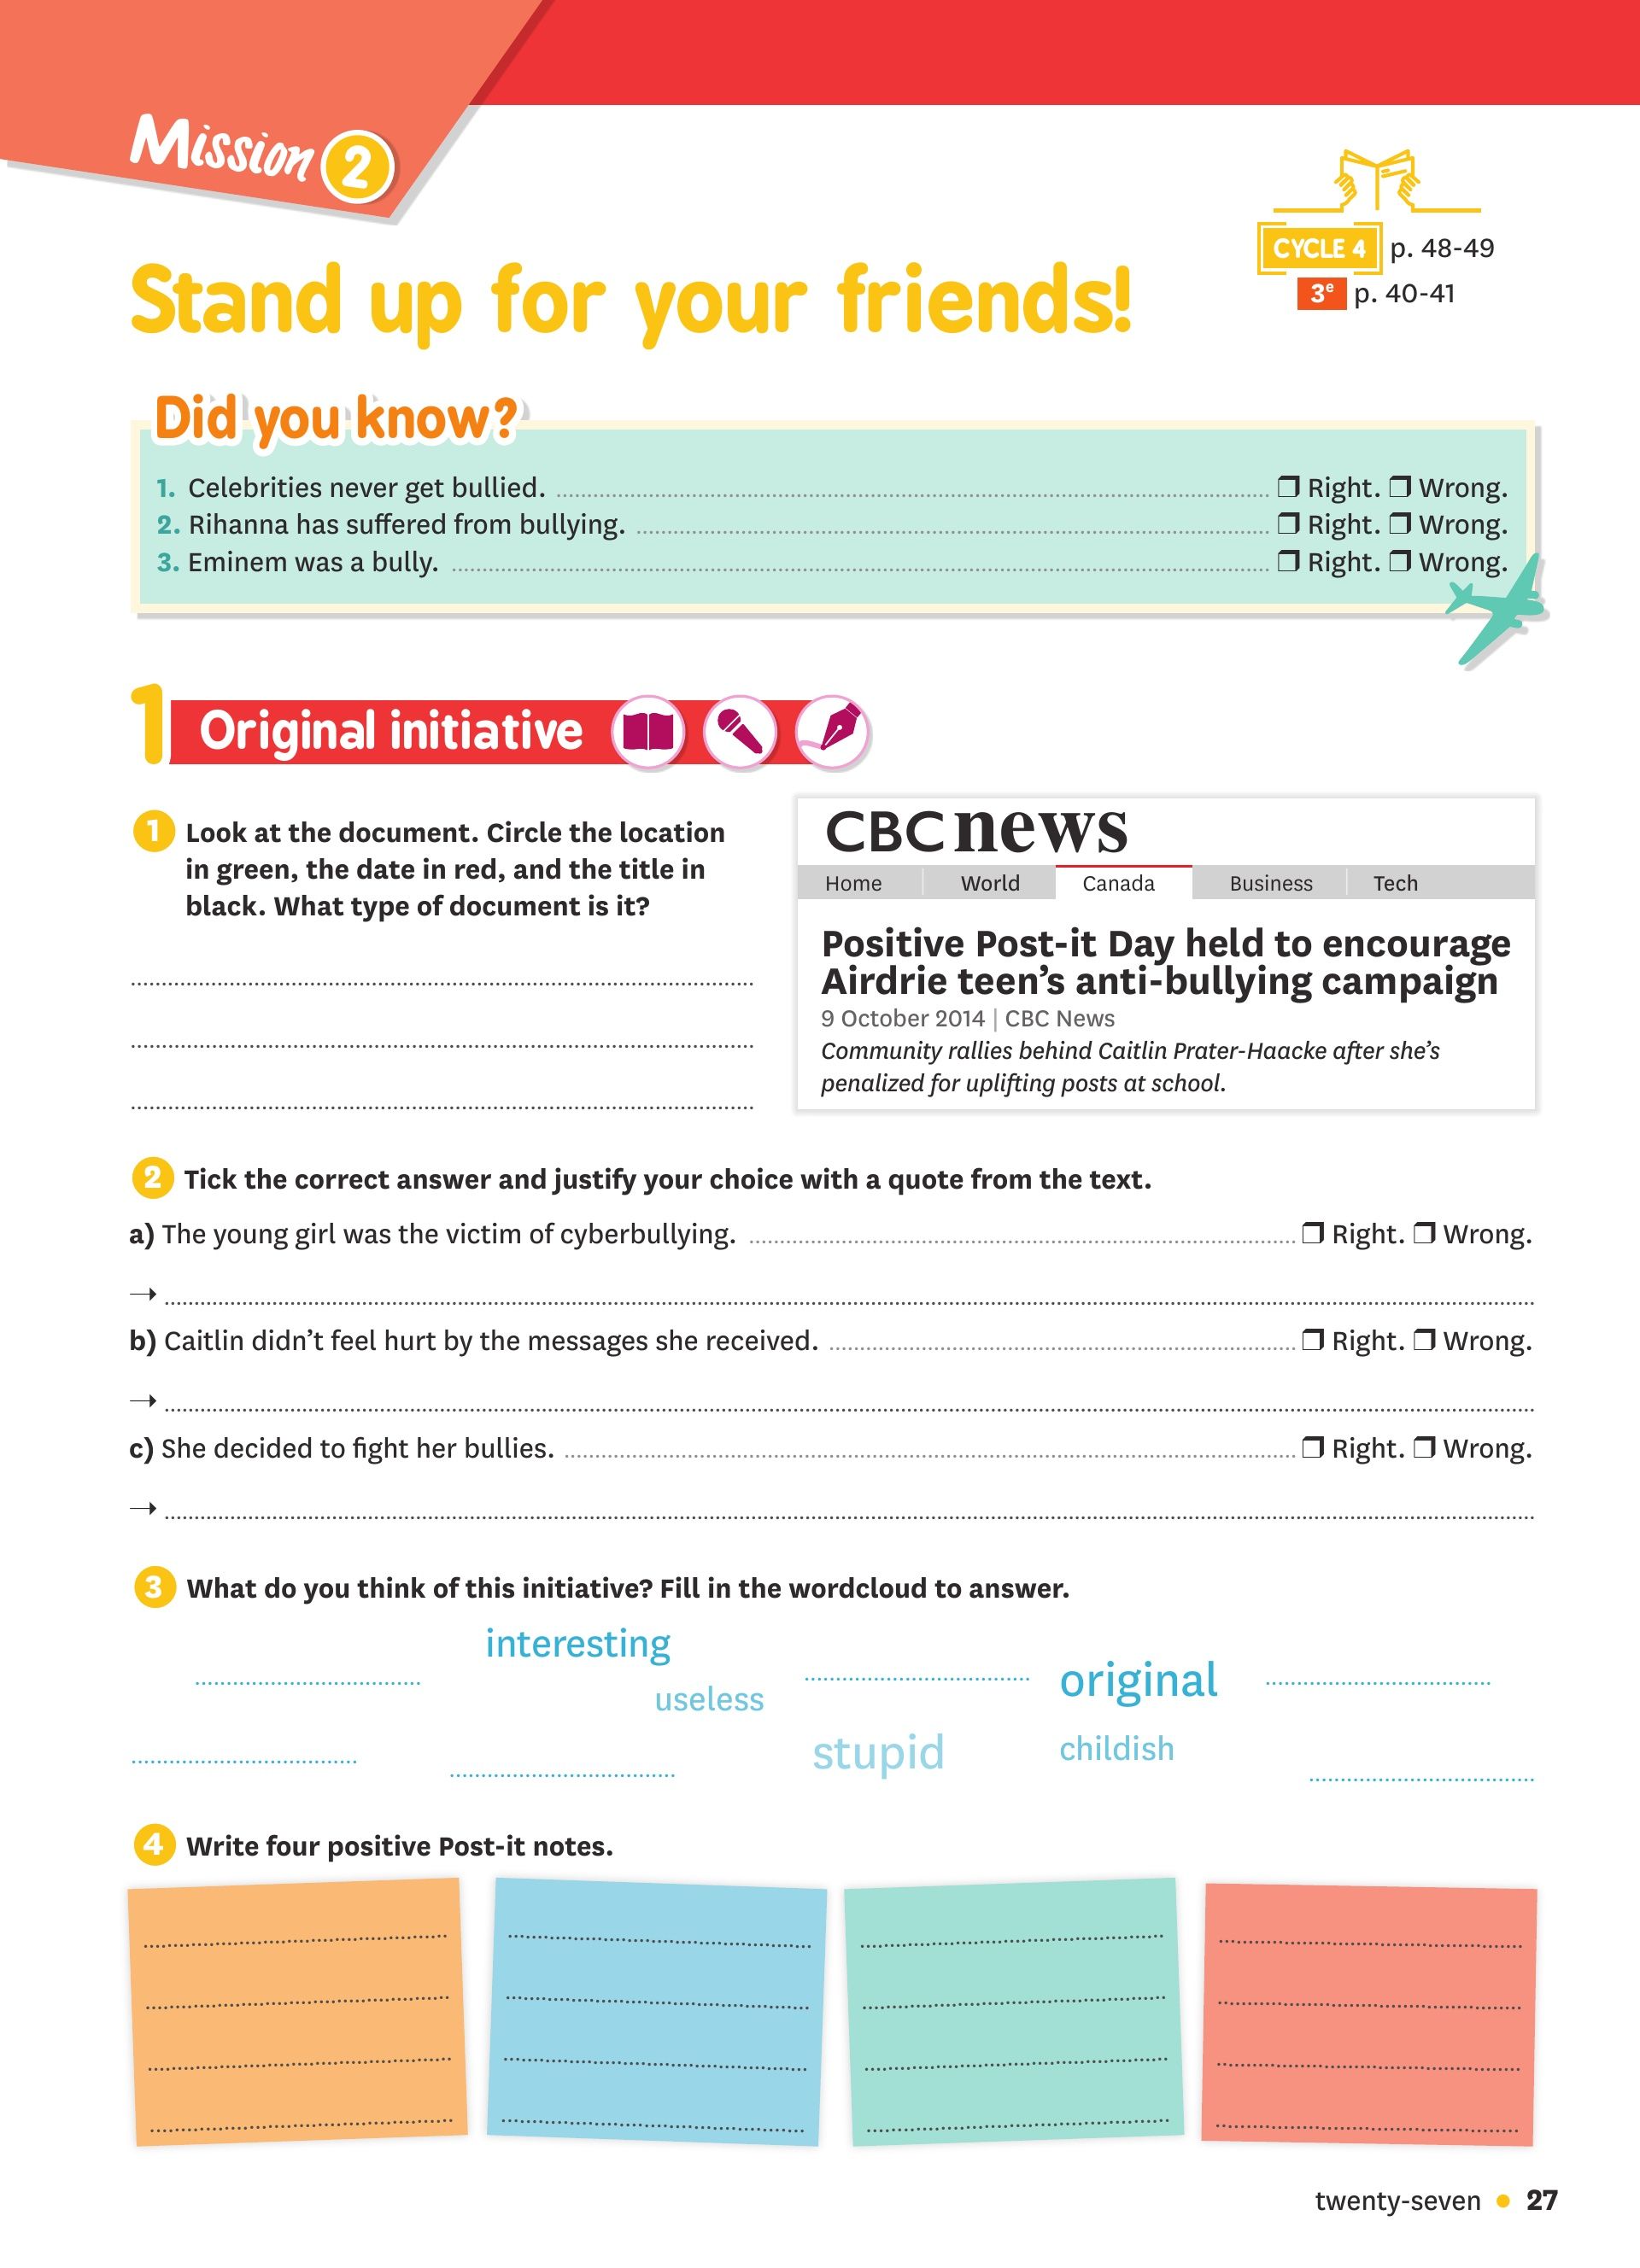 Mission 2
CYCLE 4 p. 48-49
3e p. 40-41
Stand up for your friends!
Did you know?
1. Celebrities never get bullied. ❒ Right. ❒ Wrong.
2. Rihanna has suffered from bullying. ❒ Right. ❒ Wrong.
3. Eminem was a bully. ❒ Right. ❒ Wrong.
1 Original initiative
1 Look at the document. Circle the location
in green, the date in red, and the title in
black. What type of document is it?
CBC news
Home World Canada Business Tech
Positive Post-it Day held to encourage
Airdrie teen's anti-bullying campaign
9 October 2014 | CBC News
Community rallies behind Caitlin Prater-Haacke after she's
penalized for uplifting posts at school.
2 Tick the correct answer and justify your choice with a quote from the text.
a) The young girl was the victim of cyberbullying. ❒ Right. ❒ Wrong.
→
b) Caitlin didn't feel hurt by the messages she received. ❒ Right. ❒ Wrong.
→
c) She decided to fight her bullies. ❒ Right. ❒ Wrong.
→
3 What do you think of this initiative? Fill in the wordcloud to answer.
interesting
original
useless
stupid
childish
4 Write four positive Post-it notes.
twenty-seven • 27